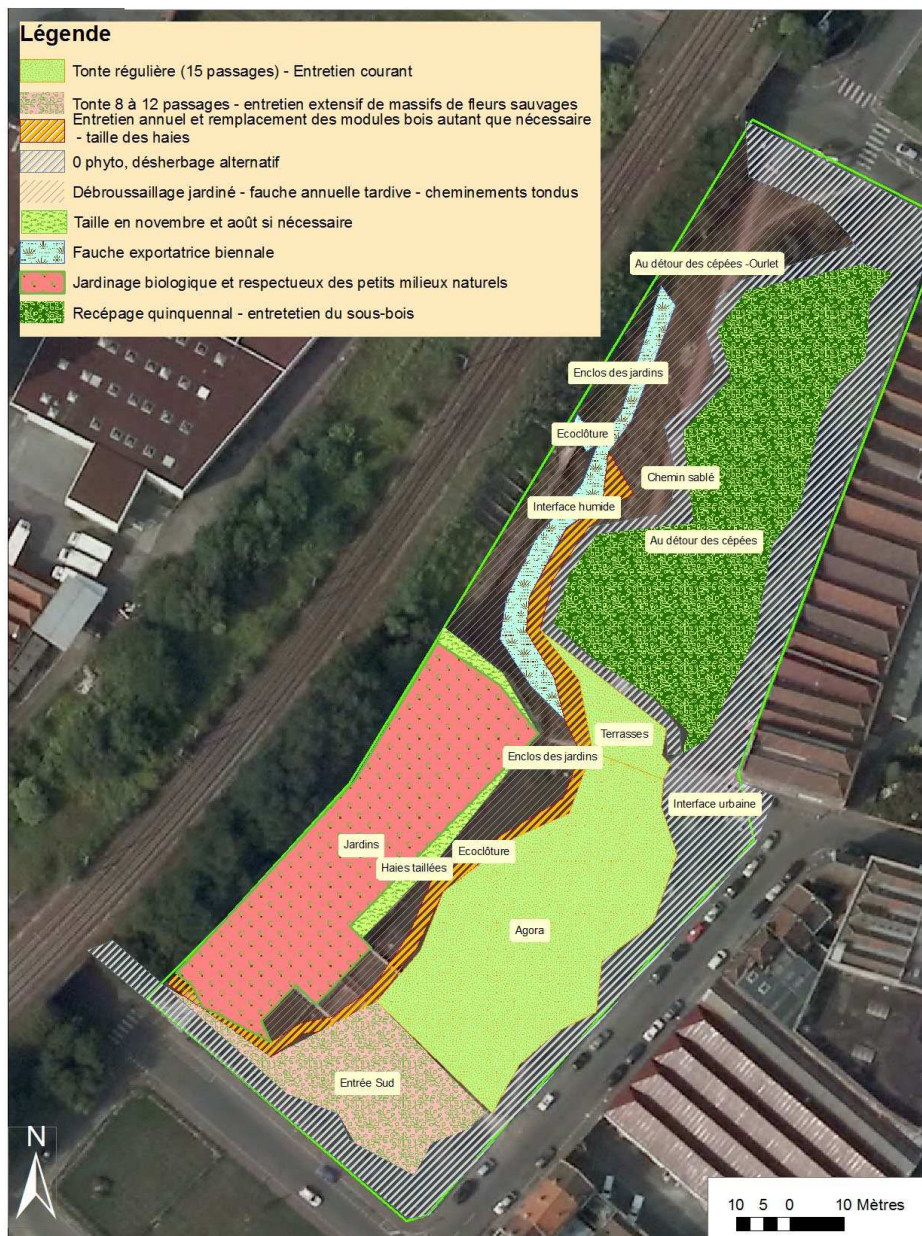 Légende
Tonte régulière (15 passages) - Entretien courant
Tonte 8 à 12 passages - entretien extensif de massifs de fleurs sauvages
Entretien annuel et remplacement des modules bois autant que nécessaire
- taille des haies
0 phyto, désherbage alternatif
Débroussaillage jardiné - fauche annuelle tardive - cheminements tondus
Taille en novembre et août si nécessaire
Fauche exportatrice biennale
Jardinage biologique et respectueux des petits milieux naturels
Recépage quinquennal - entretetien du sous-bois
Au détour des cépées -Ourlet
Enclos des jardins
Ecoclôture
Chemin sablé
Interface humide
Au détour des cépées
Terrasses
Enclos des jardins
Interface urbaine
Jardins
Ecoclôture
Haies taillées
Agora
Entrée Sud
N
10 5 0 10 Mètres